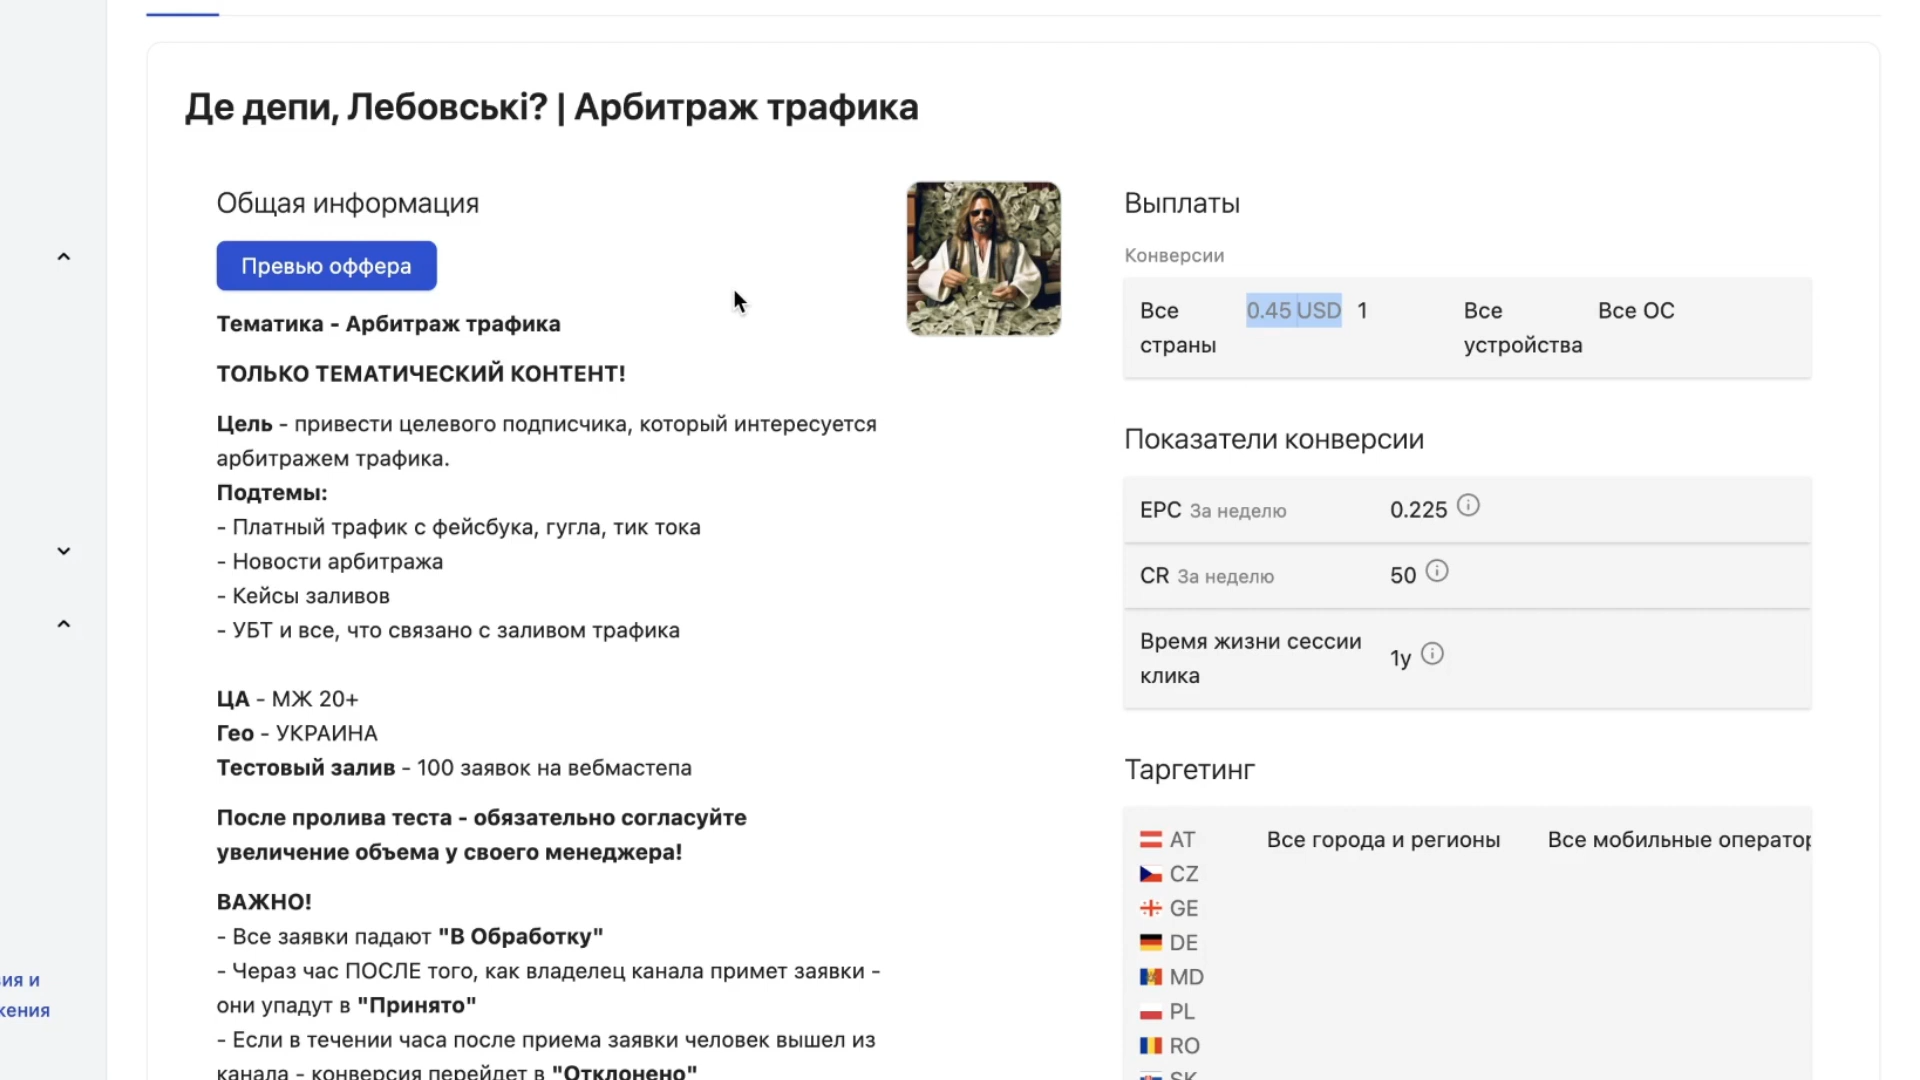 Де депи, Лебовські? | Арбитраж трафика
Общая информация
Превью оффера
Тематика - Арбитраж трафика
ТОЛЬКО ТЕМАТИЧЕСКИЙ КОНТЕНТ!
Цель - привести целевого подписчика, который интересуется
арбитражем трафика.
Подтемы:
- Платный трафик с фейсбука, гугла, тик тока
- Новости арбитража
- Кейсы заливов
- УБТ и все, что связано с заливом трафика
ЦА - МЖ 20+
Гео - УКРАИНА
Тестовый залив - 100 заявок на вебмастепа
После пролива теста - обязательно согласуйте
увеличение объема у своего менеджера!
ВАЖНО!
- Все заявки падают "В Обработку"
- Чераз час ПОСЛЕ того, как владелец канала примет заявки -
они упадут в "Принято"
- Если в течении часа после приема заявки человек вышел из
канала - конверсия перейдет в "Отклонено"
Выплаты
Конверсии
Все страны 0.45 USD 1 Все устройства Все ОС
Показатели конверсии
EPC За неделю 0.225
CR За неделю 50
Время жизни сессии
клика 1y
Таргетинг
AT Все города и регионы Все мобильные оператор
CZ
GE
DE
MD
PL
RO
SK
ия и
жения